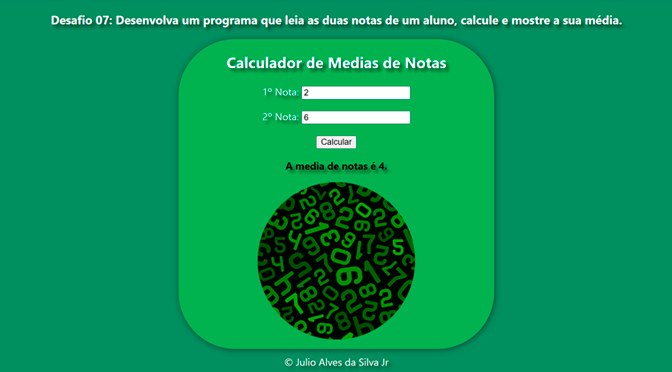 Desafio 07: Desenvolva um programa que leia as duas notas de um aluno, calcule e mostre a sua média.
Calculador de Medias de Notas
1º Nota: 2
2º Nota: 6
Calcular
A media de notas é 4.
© Julio Alves da Silva Jr